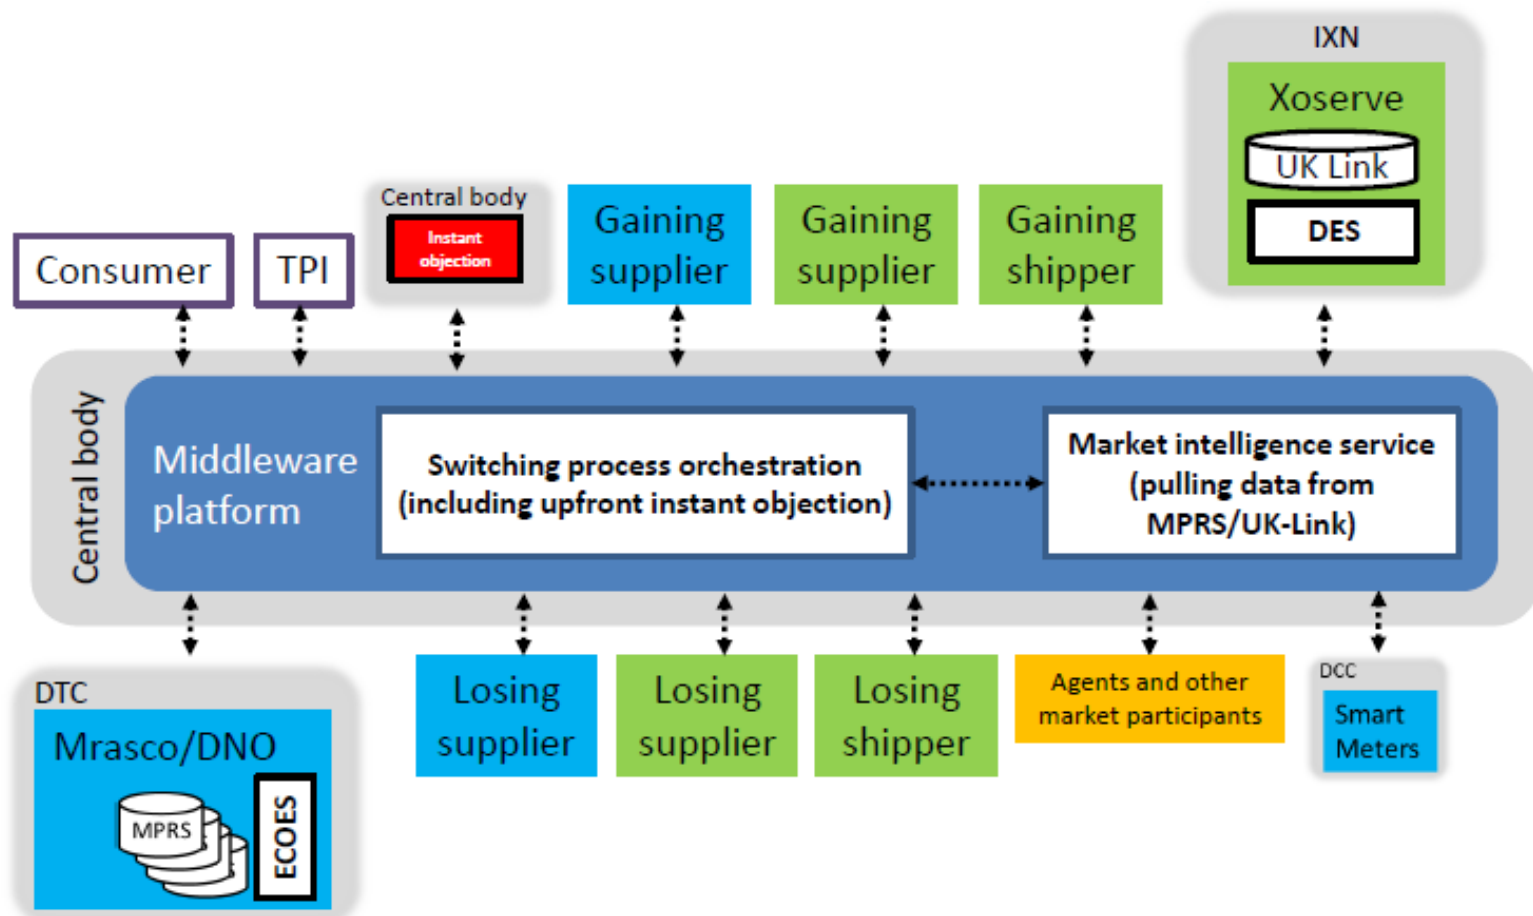 IXN
Xoserve
UK Link
DES
Central body
Instant
objection
Gaining
supplier
Gaining
supplier
Gaining
shipper
Consumer
TPI
Central body
Middleware
platform
Switching process orchestration
(including upfront instant objection)
Market intelligence service
(pulling data from
MPRS/UK-Link)
DTC
Mrasco/DNO
MPRS
ECOES
Losing
supplier
Losing
supplier
Losing
shipper
Agents and other
market participants
DCC
Smart
Meters